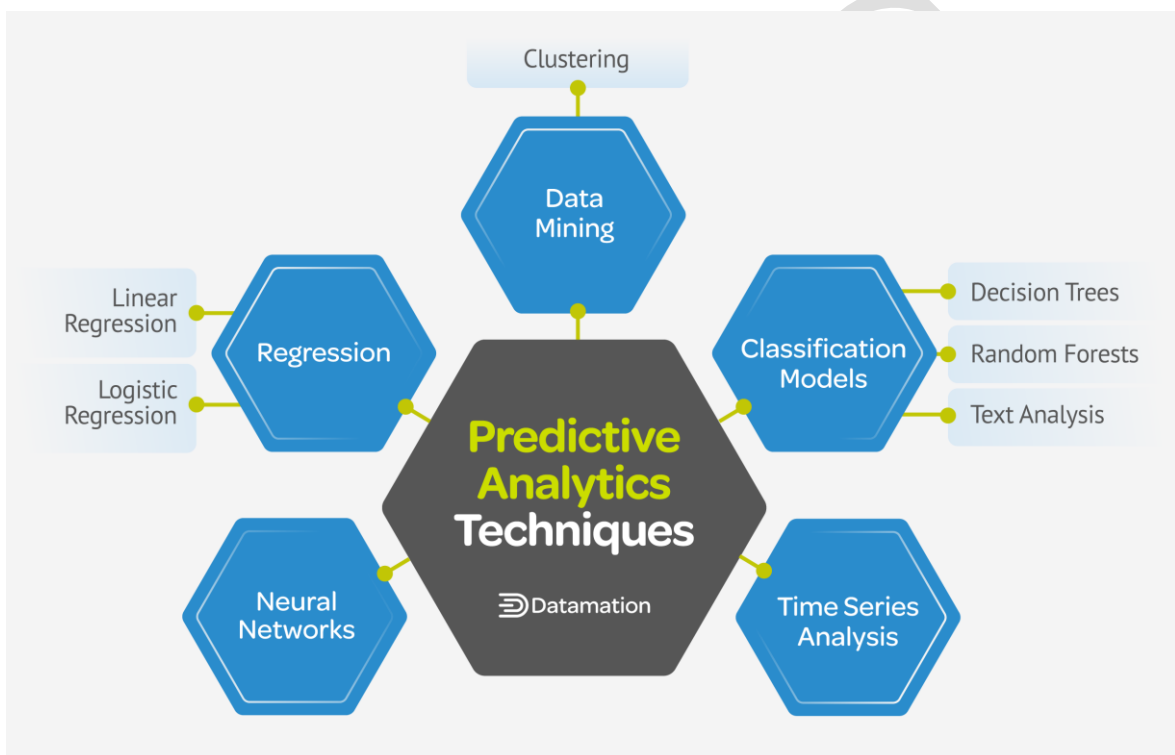 Clustering
Data
Mining
Linear
Regression
Logistic
Regression
Regression
Classification
Models
Decision Trees
Random Forests
Text Analysis
Predictive
Analytics
Techniques
Datamation
Neural
Networks
Time Series
Analysis